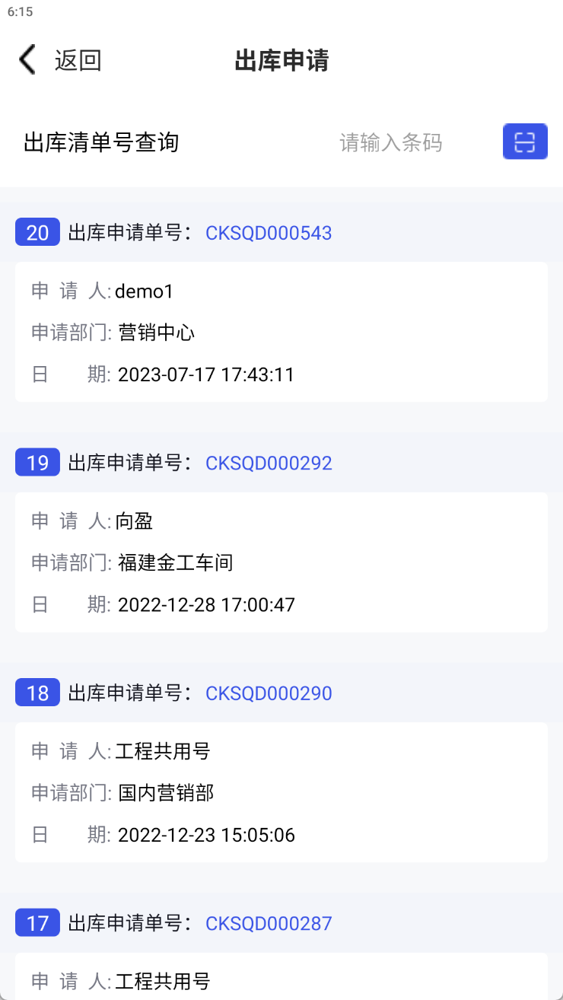 6:15
返回
出库申请
出库清单号查询 请输入条码
20 出库申请单号： CKSQD000543
申 请 人: demo1
申请部门: 营销中心
日 期: 2023-07-17 17:43:11
19 出库申请单号： CKSQD000292
申 请 人: 向盈
申请部门: 福建金工车间
日 期: 2022-12-28 17:00:47
18 出库申请单号： CKSQD000290
申 请 人: 工程共用号
申请部门: 国内营销部
日 期: 2022-12-23 15:05:06
17 出库申请单号： CKSQD000287
申 请 人: 工程共用号